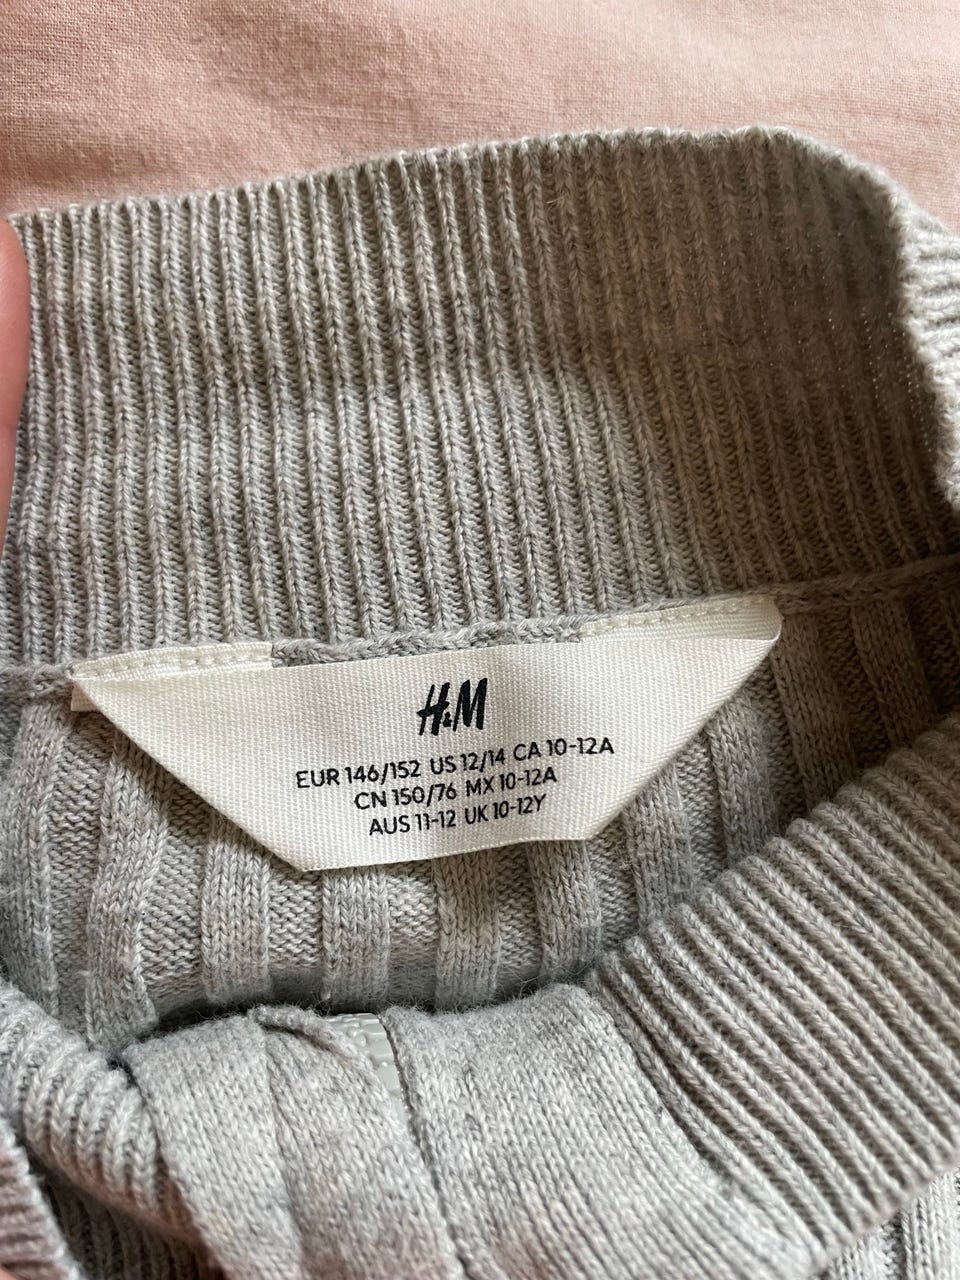 H&M
EUR 146/152 US 12/14 CA 10-12A
CN 150/76 MX 10-12A
AUS 11-12 UK 10-12Y